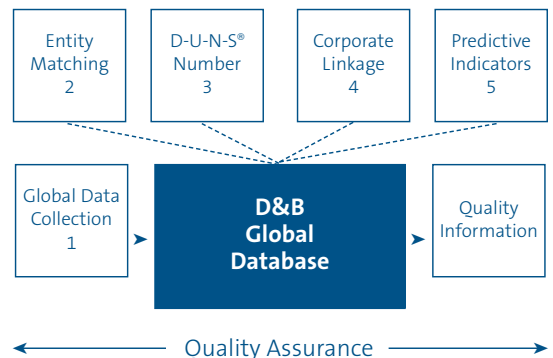 Entity
Matching
2
D-U-N-S®
Number
3
Corporate
Linkage
4
Predictive
Indicators
5
Global Data
Collection
1
D&B
Global
Database
Quality
Information
Quality Assurance